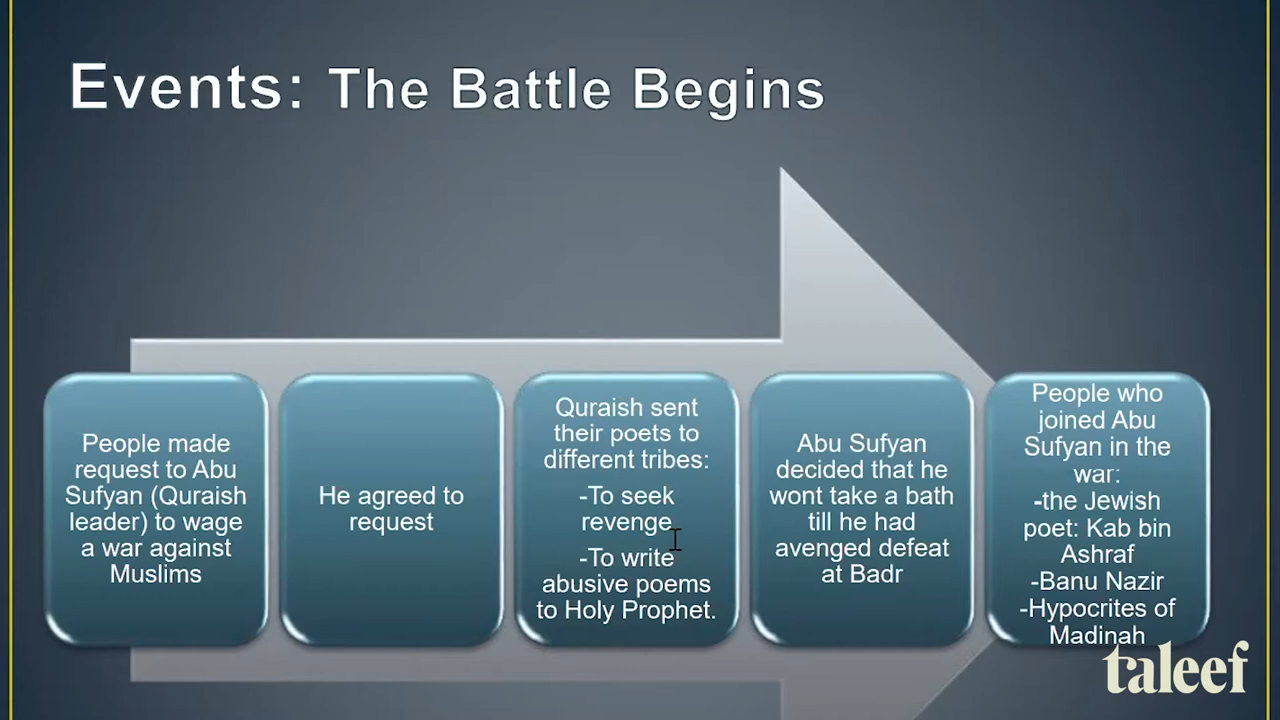 Events: The Battle Begins
People made
request to Abu
Sufyan (Quraish
leader) to wage
a war against
Muslims
He agreed to
request
Quraish sent
their poets to
different tribes:
-To seek
revenge
-To write
abusive poems
to Holy Prophet.
Abu Sufyan
decided that he
wont take a bath
till he had
avenged defeat
at Badr
People who
joined Abu
Sufyan in the
war:
-the Jewish
poet: Kab bin
Ashraf
-Banu Nazir
-Hypocrites of
Madinah
taleef